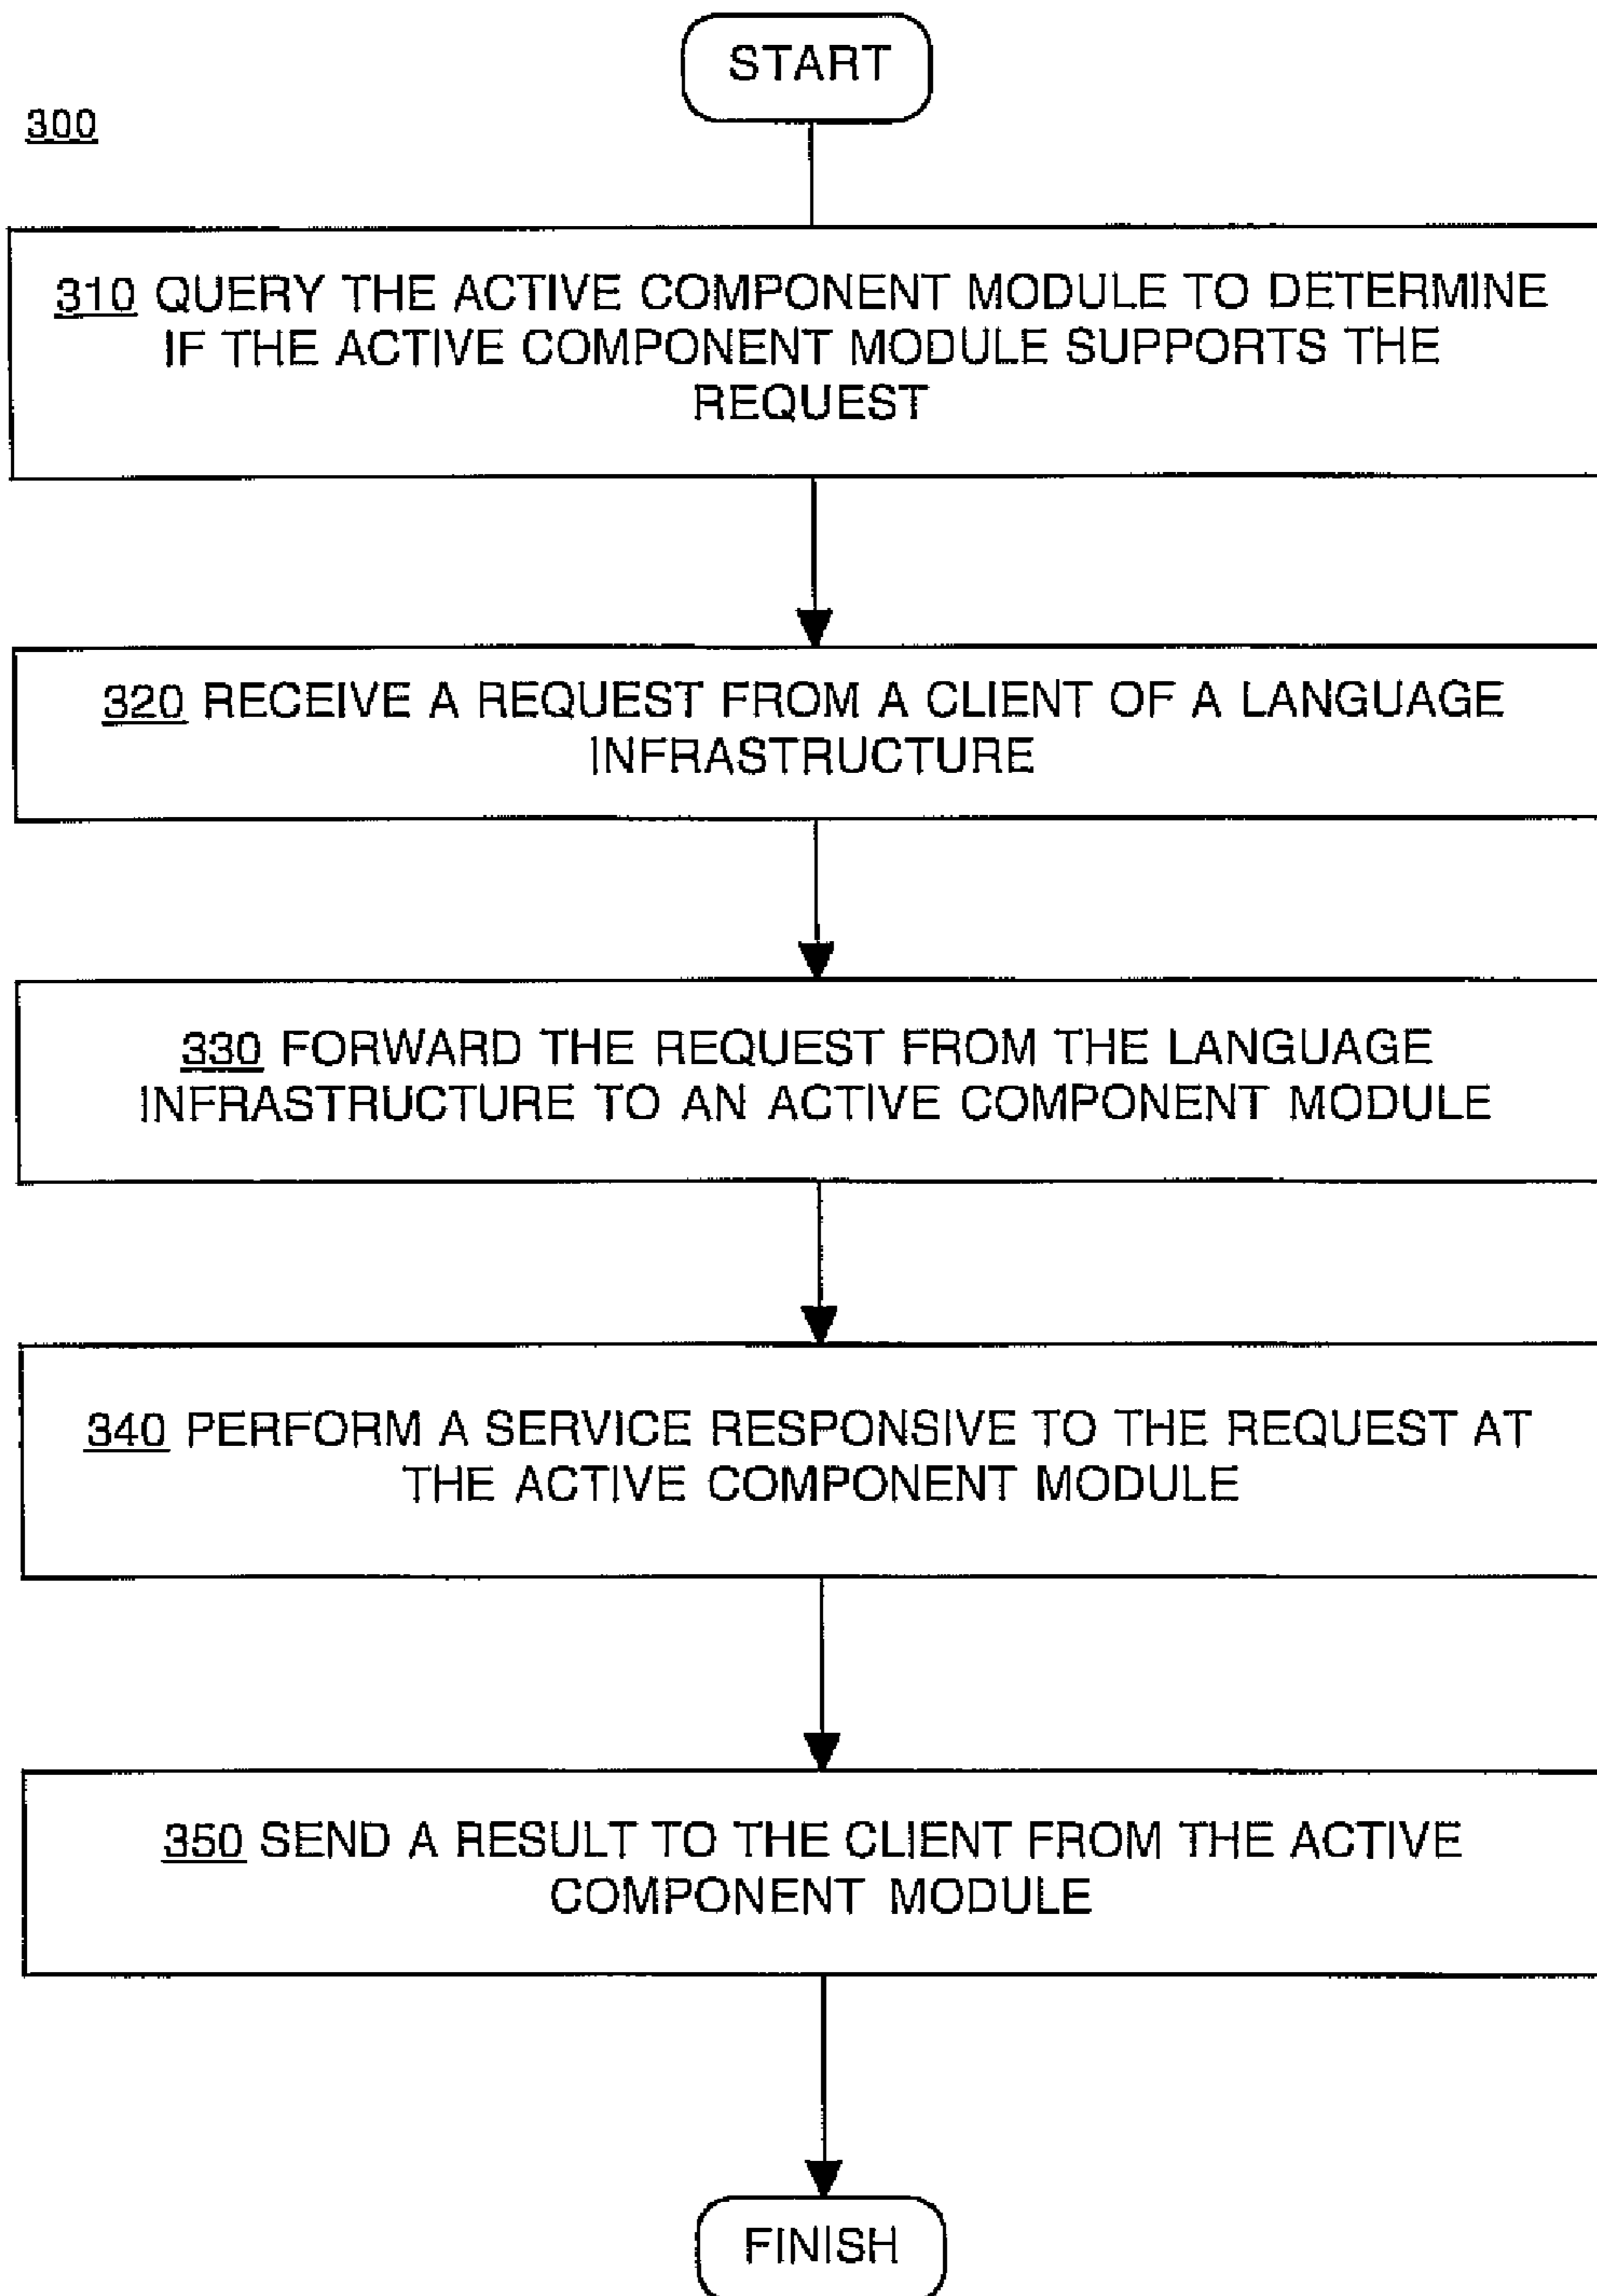 START
300
310 QUERY THE ACTIVE COMPONENT MODULE TO DETERMINE
IF THE ACTIVE COMPONENT MODULE SUPPORTS THE
REQUEST
320 RECEIVE A REQUEST FROM A CLIENT OF A LANGUAGE
INFRASTRUCTURE
330 FORWARD THE REQUEST FROM THE LANGUAGE
INFRASTRUCTURE TO AN ACTIVE COMPONENT MODULE
340 PERFORM A SERVICE RESPONSIVE TO THE REQUEST AT
THE ACTIVE COMPONENT MODULE
350 SEND A RESULT TO THE CLIENT FROM THE ACTIVE
COMPONENT MODULE
FINISH